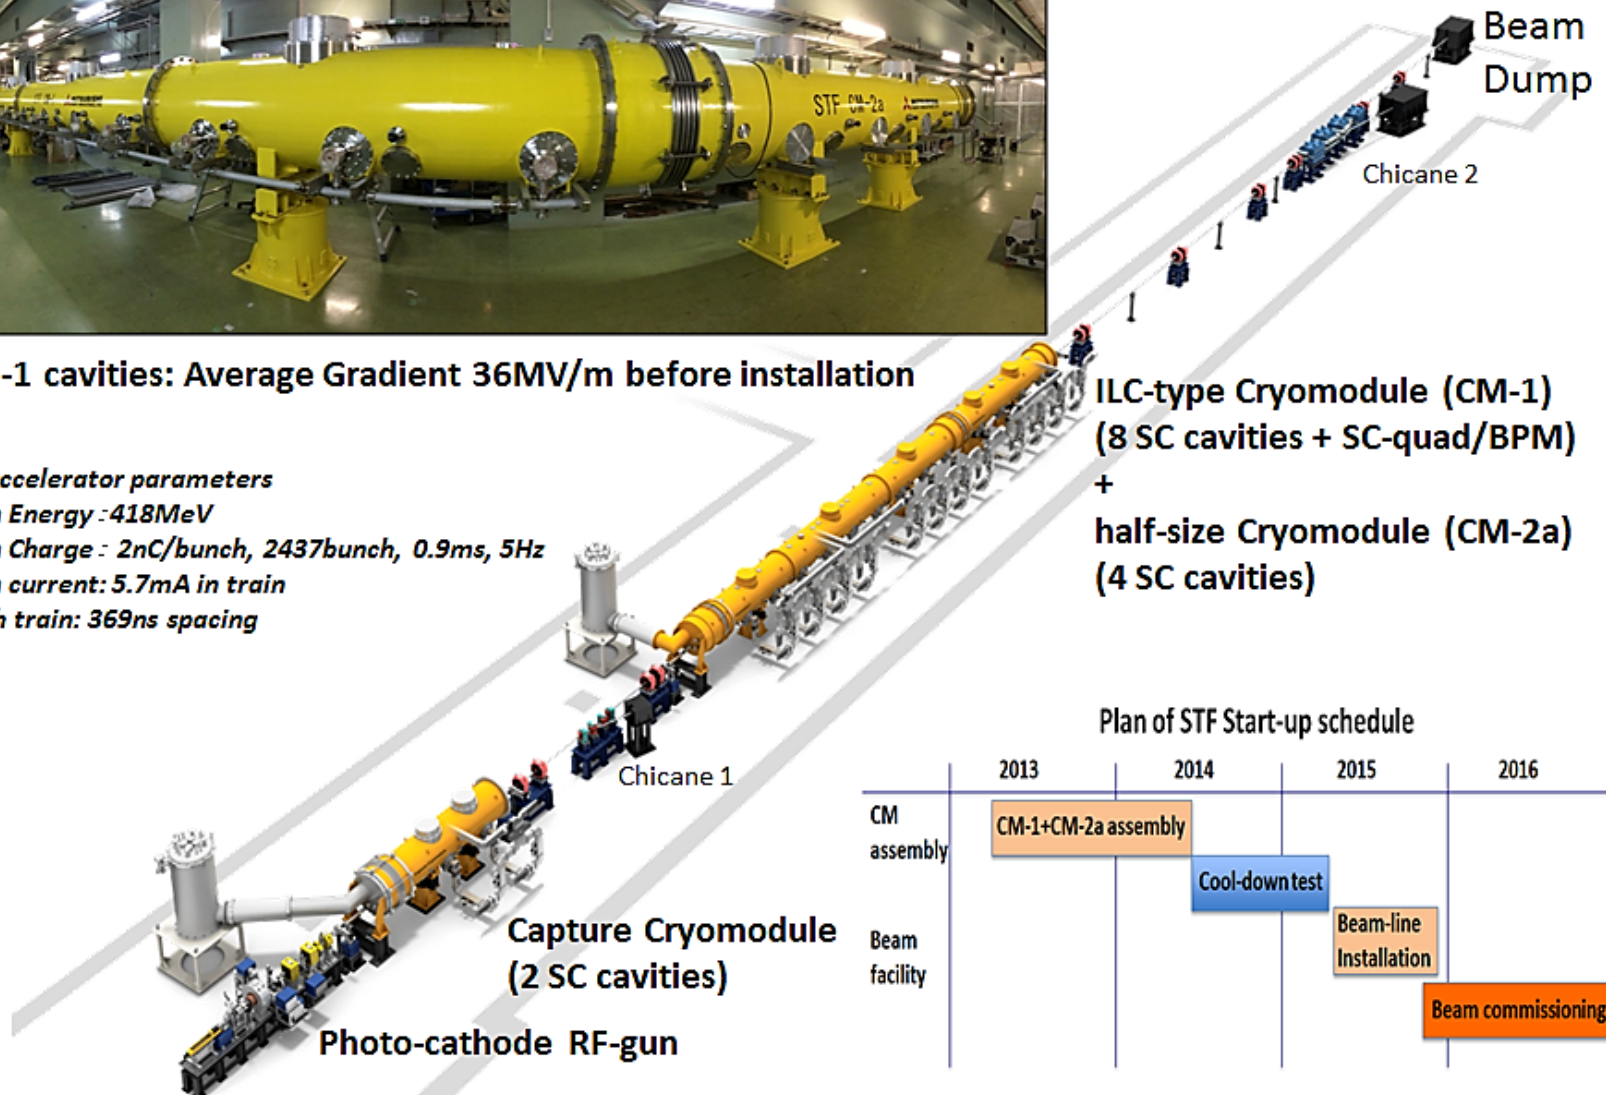 STF CM-2a
Beam
Dump
Chicane 2
-1 cavities: Average Gradient 36MV/m before installation
ILC-type Cryomodule (CM-1)
(8 SC cavities + SC-quad/BPM)
+
half-size Cryomodule (CM-2a)
(4 SC cavities)
ccelerator parameters
Energy : 418MeV
Charge : 2nC/bunch, 2437bunch, 0.9ms, 5Hz
current: 5.7mA in train
h train: 369ns spacing
Chicane 1
Capture Cryomodule
(2 SC cavities)
Photo-cathode RF-gun
Plan of STF Start-up schedule
2013 2014 2015 2016
CM
assembly
CM-1+CM-2a assembly
Cool-down test
Beam
facility
Beam-line
Installation
Beam commissioning